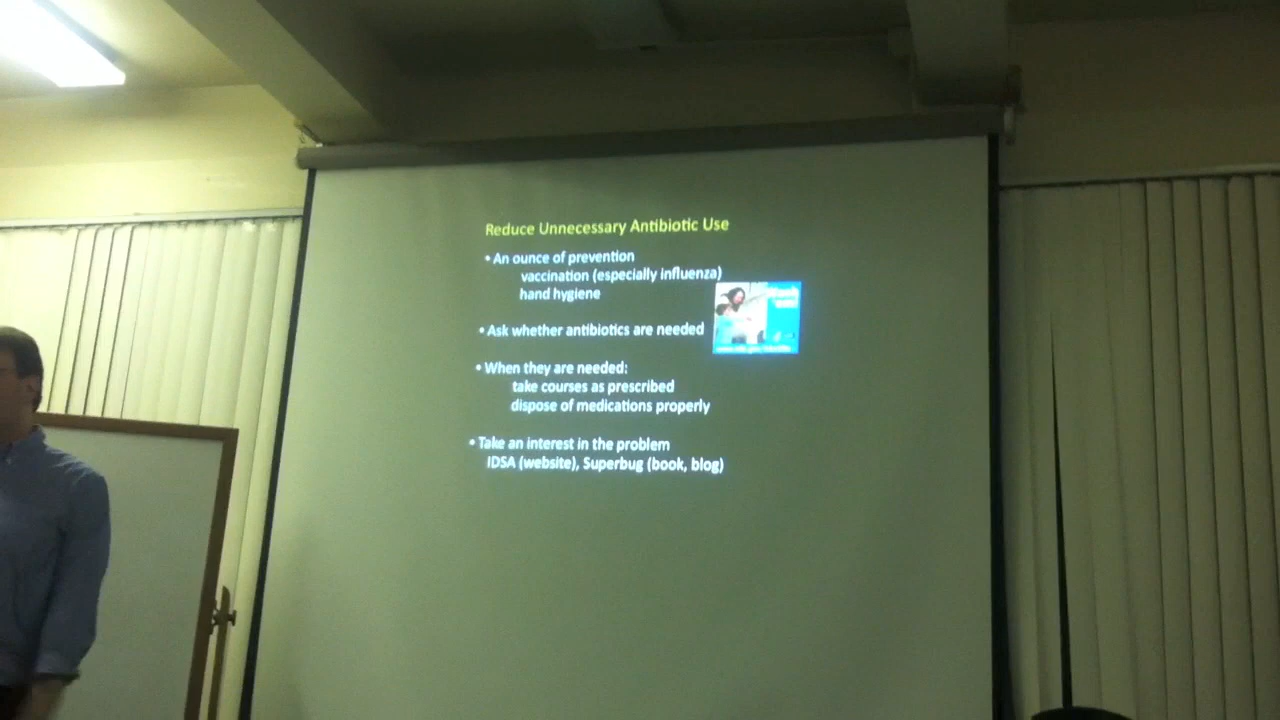 Reduce Unnecessary Antibiotic Use
• An ounce of prevention
vaccination (especially influenza)
hand hygiene
• Ask whether antibiotics are needed
• When they are needed:
take courses as prescribed
dispose of medications properly
• Take an interest in the problem
IDSA (website), Superbug (book, blog)